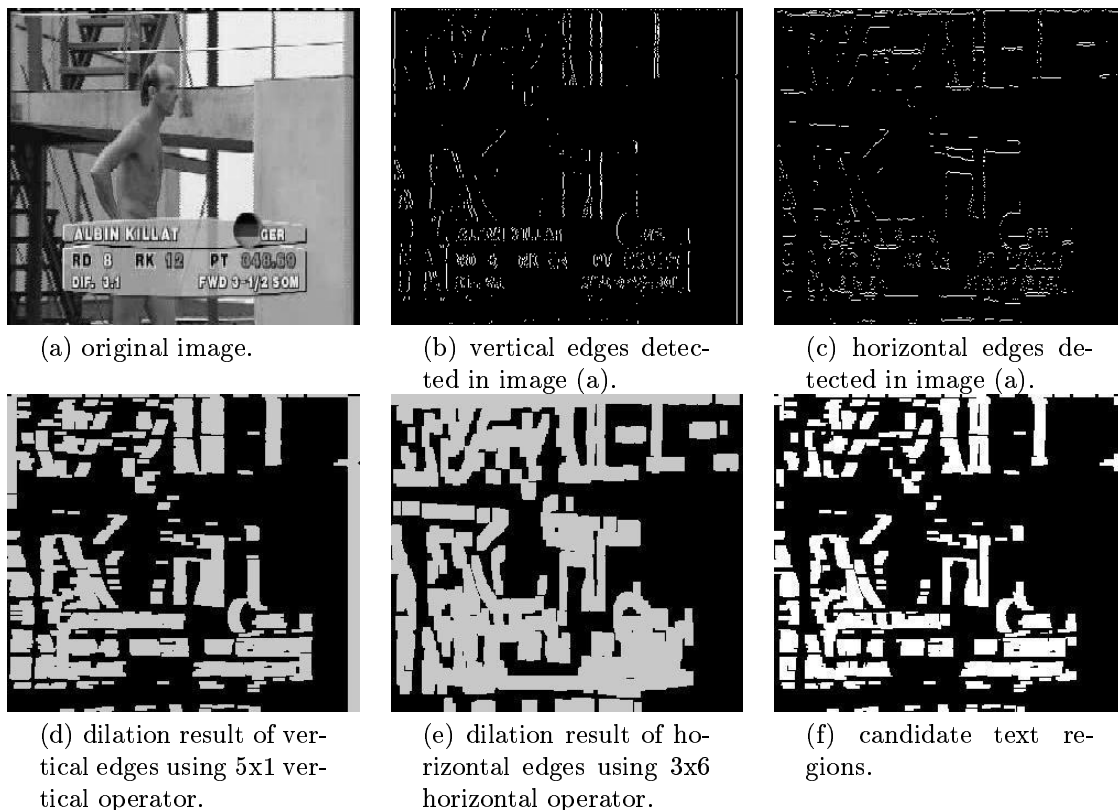 ALBIN KILLAT GER
RD 8 RK 12 PT 348.60
DIF. 3.1 FWD 3-1/2 SOM
(a) original image.
(b) vertical edges detec-
ted in image (a).
(c) horizontal edges de-
tected in image (a).
(d) dilation result of ver-
tical edges using 5x1 ver-
tical operator.
(e) dilation result of ho-
rizontal edges using 3x6
horizontal operator.
(f) candidate text re-
gions.